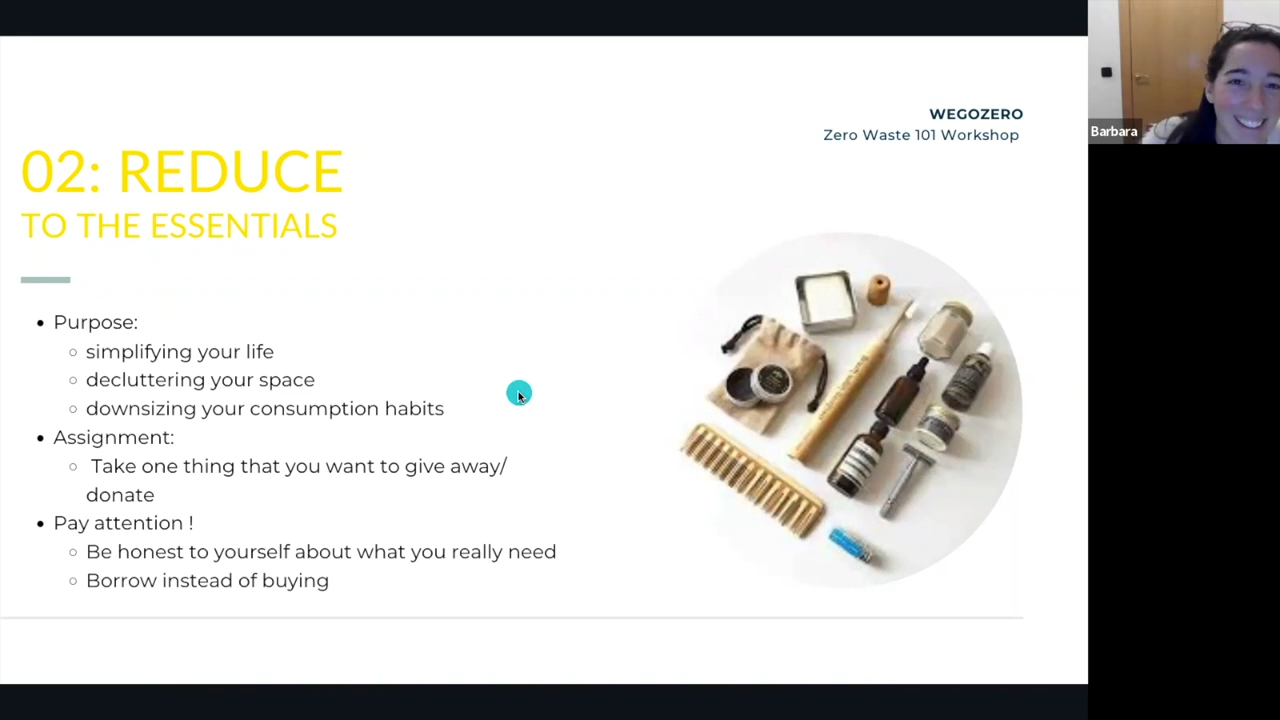 WEGOZERO
Zero Waste 101 Workshop
02: REDUCE
TO THE ESSENTIALS
• Purpose:
◦ simplifying your life
◦ decluttering your space
◦ downsizing your consumption habits
• Assignment:
◦ Take one thing that you want to give away/
donate
• Pay attention !
◦ Be honest to yourself about what you really need
◦ Borrow instead of buying
Barbara